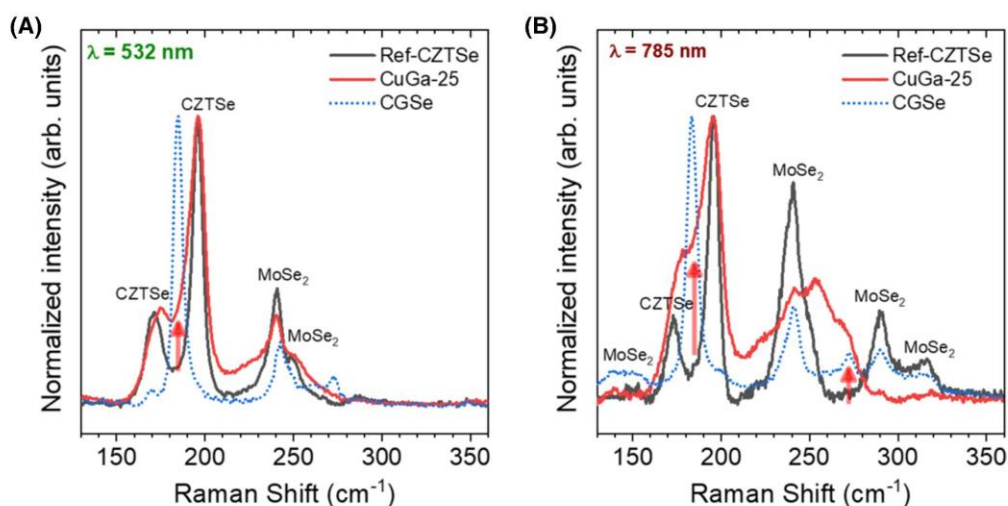 (A)
λ = 532 nm
Ref-CZTSe
CuGa-25
CGSe
CZTSe
CZTSe
MoSe₂
MoSe₂
Normalized intensity (arb. units)
150 200 250 300 350
Raman Shift (cm⁻¹)
(B)
λ = 785 nm
Ref-CZTSe
CuGa-25
CGSe
CZTSe
MoSe₂
CZTSe
MoSe₂
MoSe₂
Normalized intensity (arb. units)
150 200 250 300 350
Raman Shift (cm⁻¹)